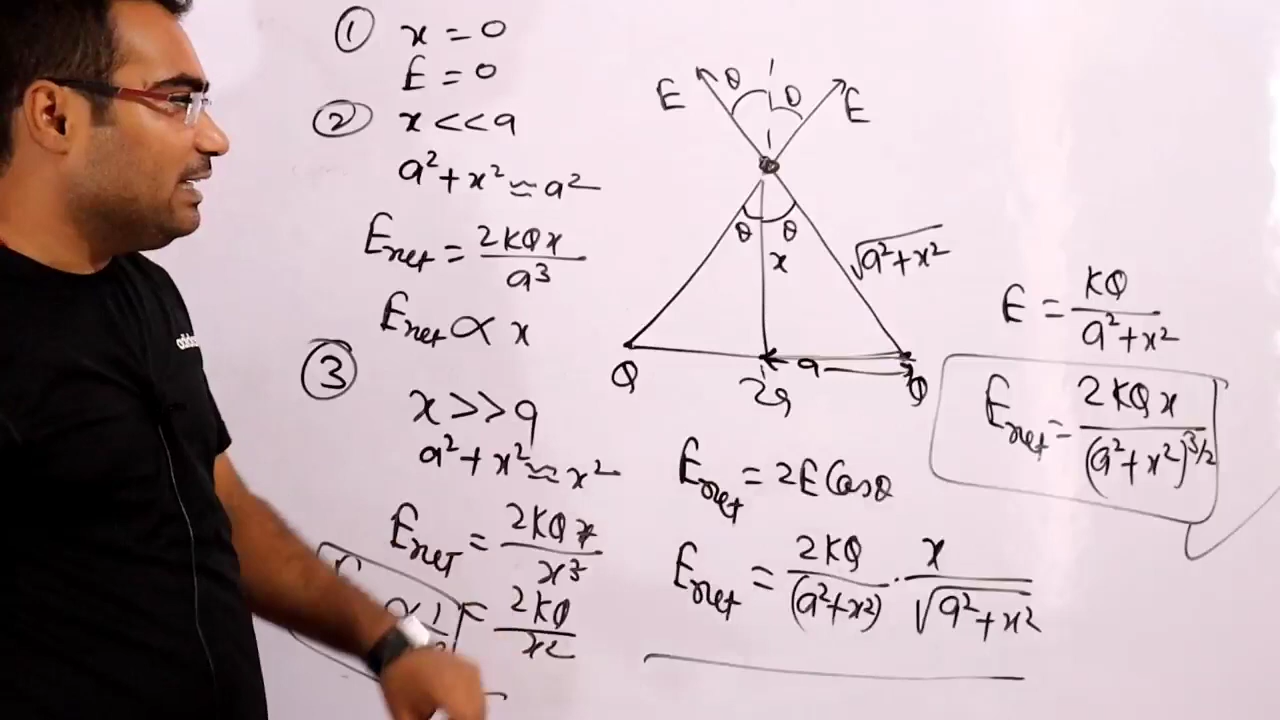 ① x = 0
E = 0
② x << a
a² + x² ≃ a²
Enet = 2KQx / a³
Enet ∝ x
③
x >> a
a² + x² ≃ x²
Enet = 2KQx / x³
= 2KQ / x²
E θ θ E
θ θ
x
√a² + x²
Q 2a a Q
Enet = 2E Cosθ
Enet = 2KQ / (a² + x²) · x / √a² + x²
E = KQ / a² + x²
Enet = 2KQx / (a² + x²)^3/2